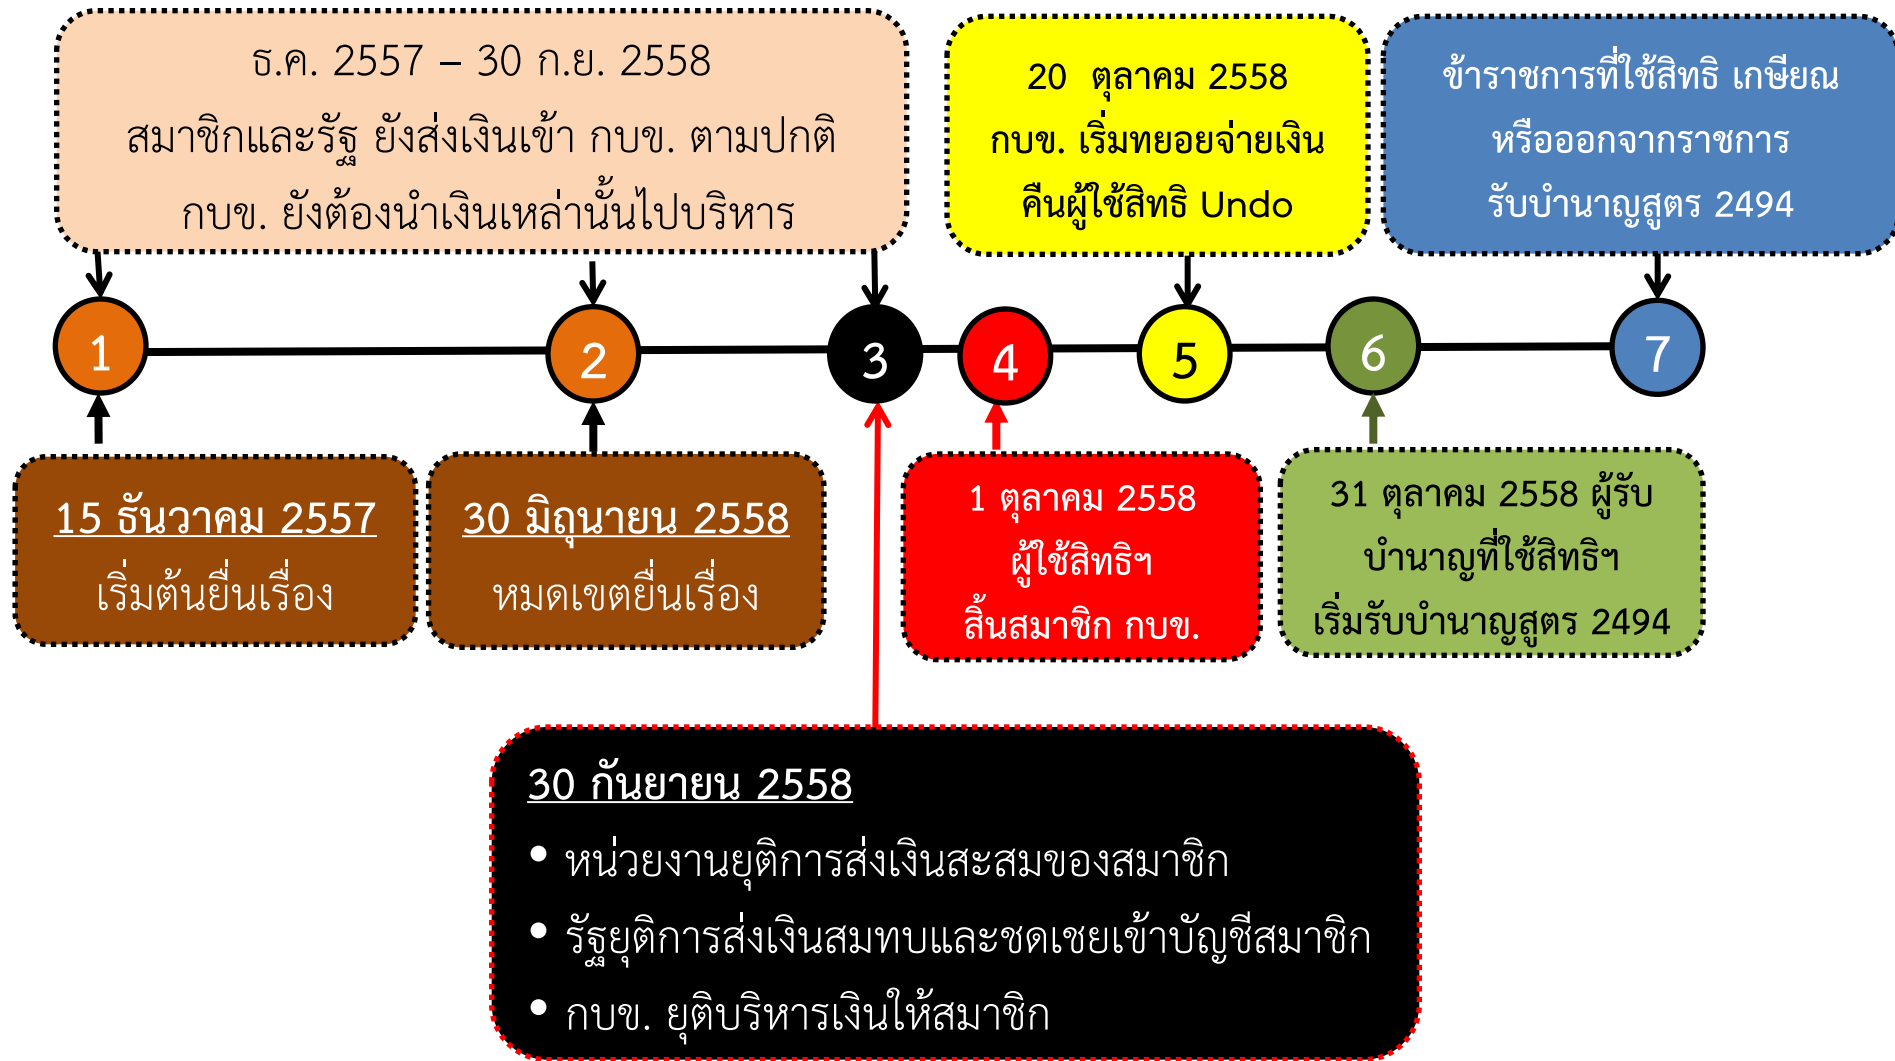 ธ.ค. 2557 – 30 ก.ย. 2558
สมาชิกและรัฐ ยังส่งเงินเข้า กบข. ตามปกติ
กบข. ยังต้องนำเงินเหล่านั้นไปบริหาร
20 ตุลาคม 2558
กบข. เริ่มทยอยจ่ายเงิน
คืนผู้ใช้สิทธิ Undo
ข้าราชการที่ใช้สิทธิ เกษียณ
หรือออกจากราชการ
รับบำนาญสูตร 2494
1
2
3
4
5
6
7
15 ธันวาคม 2557
เริ่มต้นยื่นเรื่อง
30 มิถุนายน 2558
หมดเขตยื่นเรื่อง
1 ตุลาคม 2558
ผู้ใช้สิทธิฯ
สิ้นสมาชิก กบข.
31 ตุลาคม 2558 ผู้รับ
บำนาญที่ใช้สิทธิฯ
เริ่มรับบำนาญสูตร 2494
30 กันยายน 2558
• หน่วยงานยุติการส่งเงินสะสมของสมาชิก
• รัฐยุติการส่งเงินสมทบและชดเชยเข้าบัญชีสมาชิก
• กบข. ยุติบริหารเงินให้สมาชิก